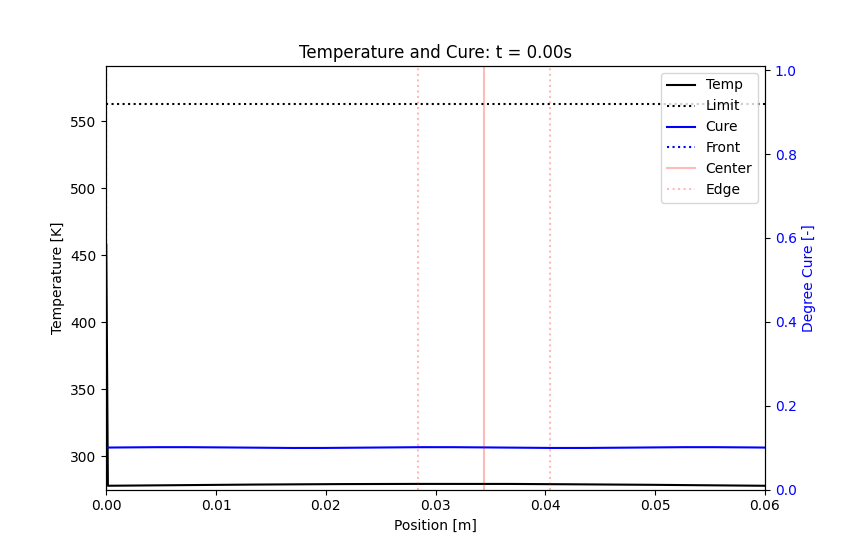 Temperature and Cure: t = 0.00s
Temperature [K]
550
500
450
400
350
300
Temp
Limit
Cure
Front
Center
Edge
1.0
0.8
0.6
0.4
0.2
0.0
Degree Cure [-]
0.00
0.01
0.02
0.03
0.04
0.05
0.06
Position [m]